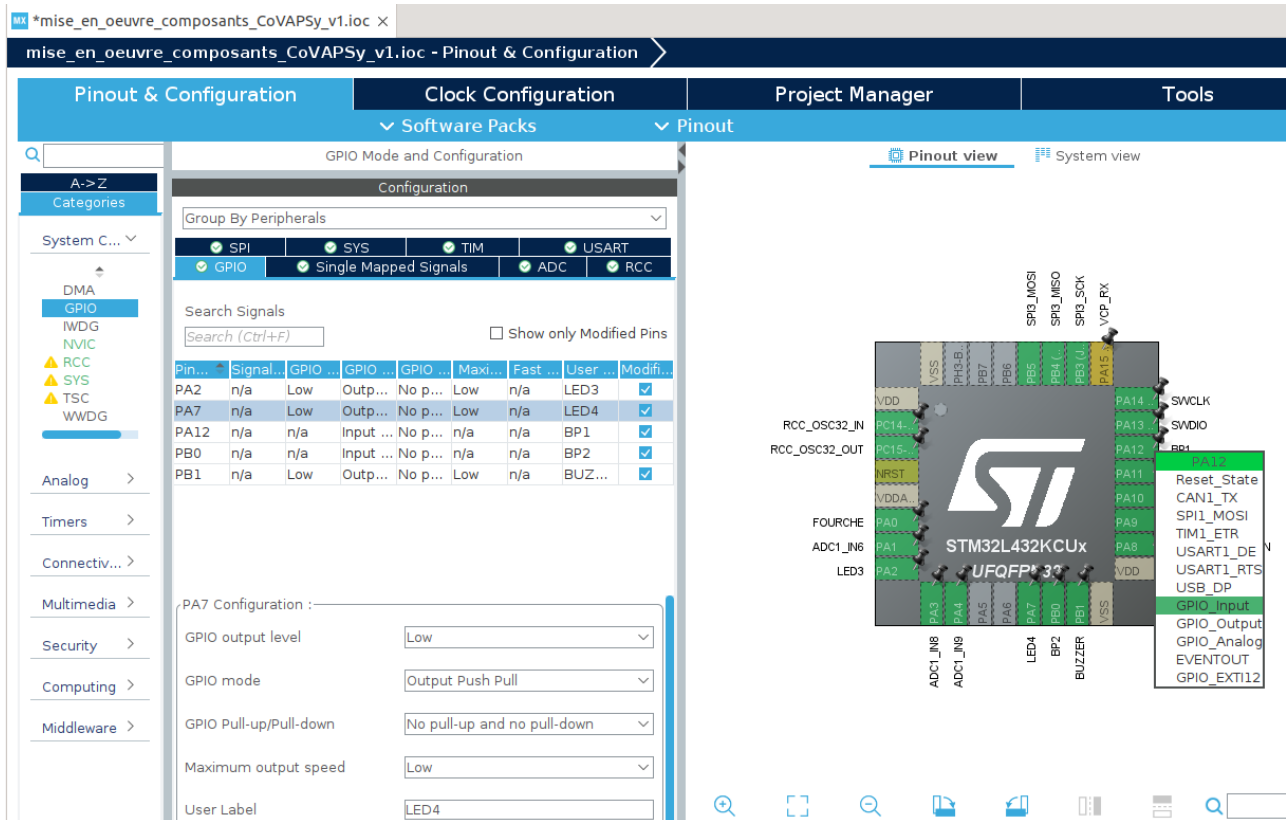 MX *mise_en_oeuvre_composants_CoVAPSy_v1.ioc ×
mise_en_oeuvre_composants_CoVAPSy_v1.ioc - Pinout & Configuration
Pinout & Configuration Clock Configuration Project Manager Tools
Software Packs Pinout
GPIO Mode and Configuration
Configuration
Group By Peripherals
SPI SYS TIM USART
GPIO Single Mapped Signals ADC RCC
Search Signals
Search (Ctrl+F) Show only Modified Pins
Pin... Signal... GPIO ... GPIO ... GPIO ... Maxi... Fast ... User ... Modifi...
PA2 n/a Low Outp... No p... Low n/a LED3
PA7 n/a Low Outp... No p... Low n/a LED4
PA12 n/a n/a Input ... No p... n/a n/a BP1
PB0 n/a n/a Input ... No p... n/a n/a BP2
PB1 n/a Low Outp... No p... Low n/a BUZ...
PA7 Configuration :
GPIO output level Low
GPIO mode Output Push Pull
GPIO Pull-up/Pull-down No pull-up and no pull-down
Maximum output speed Low
User Label LED4
A->Z
Categories
System C...
DMA
GPIO
IWDG
NVIC
RCC
SYS
TSC
WWDG
Analog
Timers
Connectiv...
Multimedia
Security
Computing
Middleware
Pinout view System view
SPI3_MOSI
SPI3_MISO
SPI3_SCK
VCP_RX
VSS
PH3-B..
PB7
PB6
PB5
PB4 (..
PB3 (J..
PA15
VDD
RCC_OSC32_IN PC14-
RCC_OSC32_OUT PC15-
NRST
VDDA..
FOURCHE PA0
ADC1_IN6 PA1
LED3 PA2
STM32L432KCUx
UFQFPN32
PA14 SWCLK
PA13 SWDIO
PA12 BP1
PA11
PA10
PA9
PA8 N
VDD
PA3
PA4
PA5
PA6
PA7
PB0
PB1
VSS
ADC1_IN8
ADC1_IN9
LED4
BP2
BUZZER
PA12
Reset_State
CAN1_TX
SPI1_MOSI
TIM1_ETR
USART1_DE
USART1_RTS
USB_DP
GPIO_Input
GPIO_Output
GPIO_Analog
EVENTOUT
GPIO_EXTI12